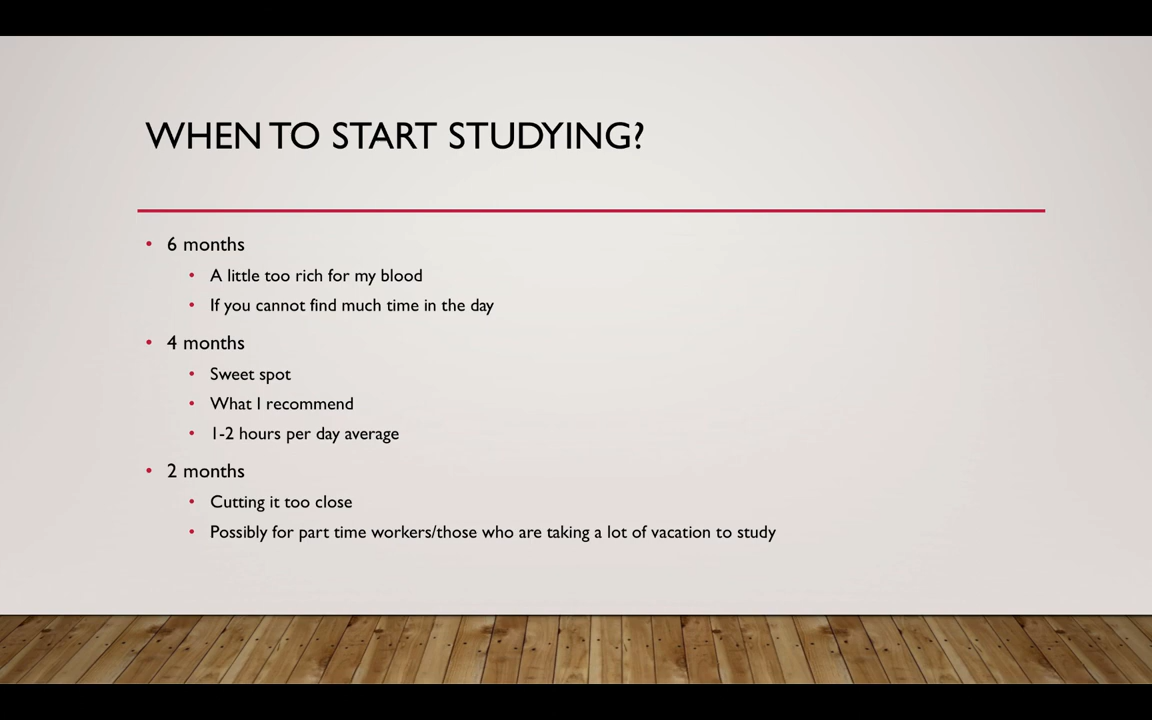 WHEN TO START STUDYING?
• 6 months
• A little too rich for my blood
• If you cannot find much time in the day
• 4 months
• Sweet spot
• What I recommend
• 1-2 hours per day average
• 2 months
• Cutting it too close
• Possibly for part time workers/those who are taking a lot of vacation to study